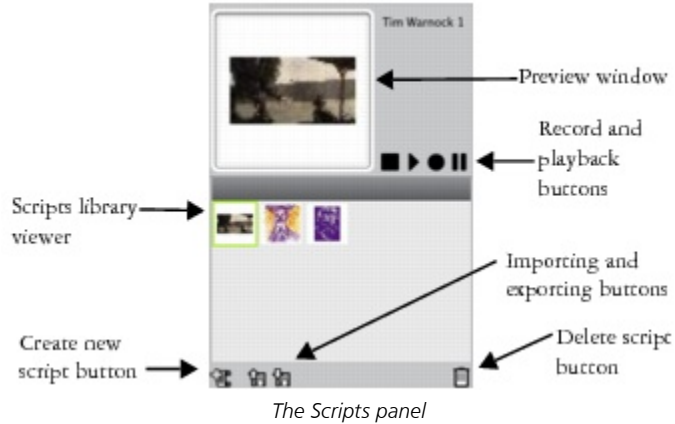 Tim Warnock 1
Preview window
Record and
playback
buttons
Scripts library
viewer
Importing and
exporting buttons
Create new
script button
Delete script
button
The Scripts panel